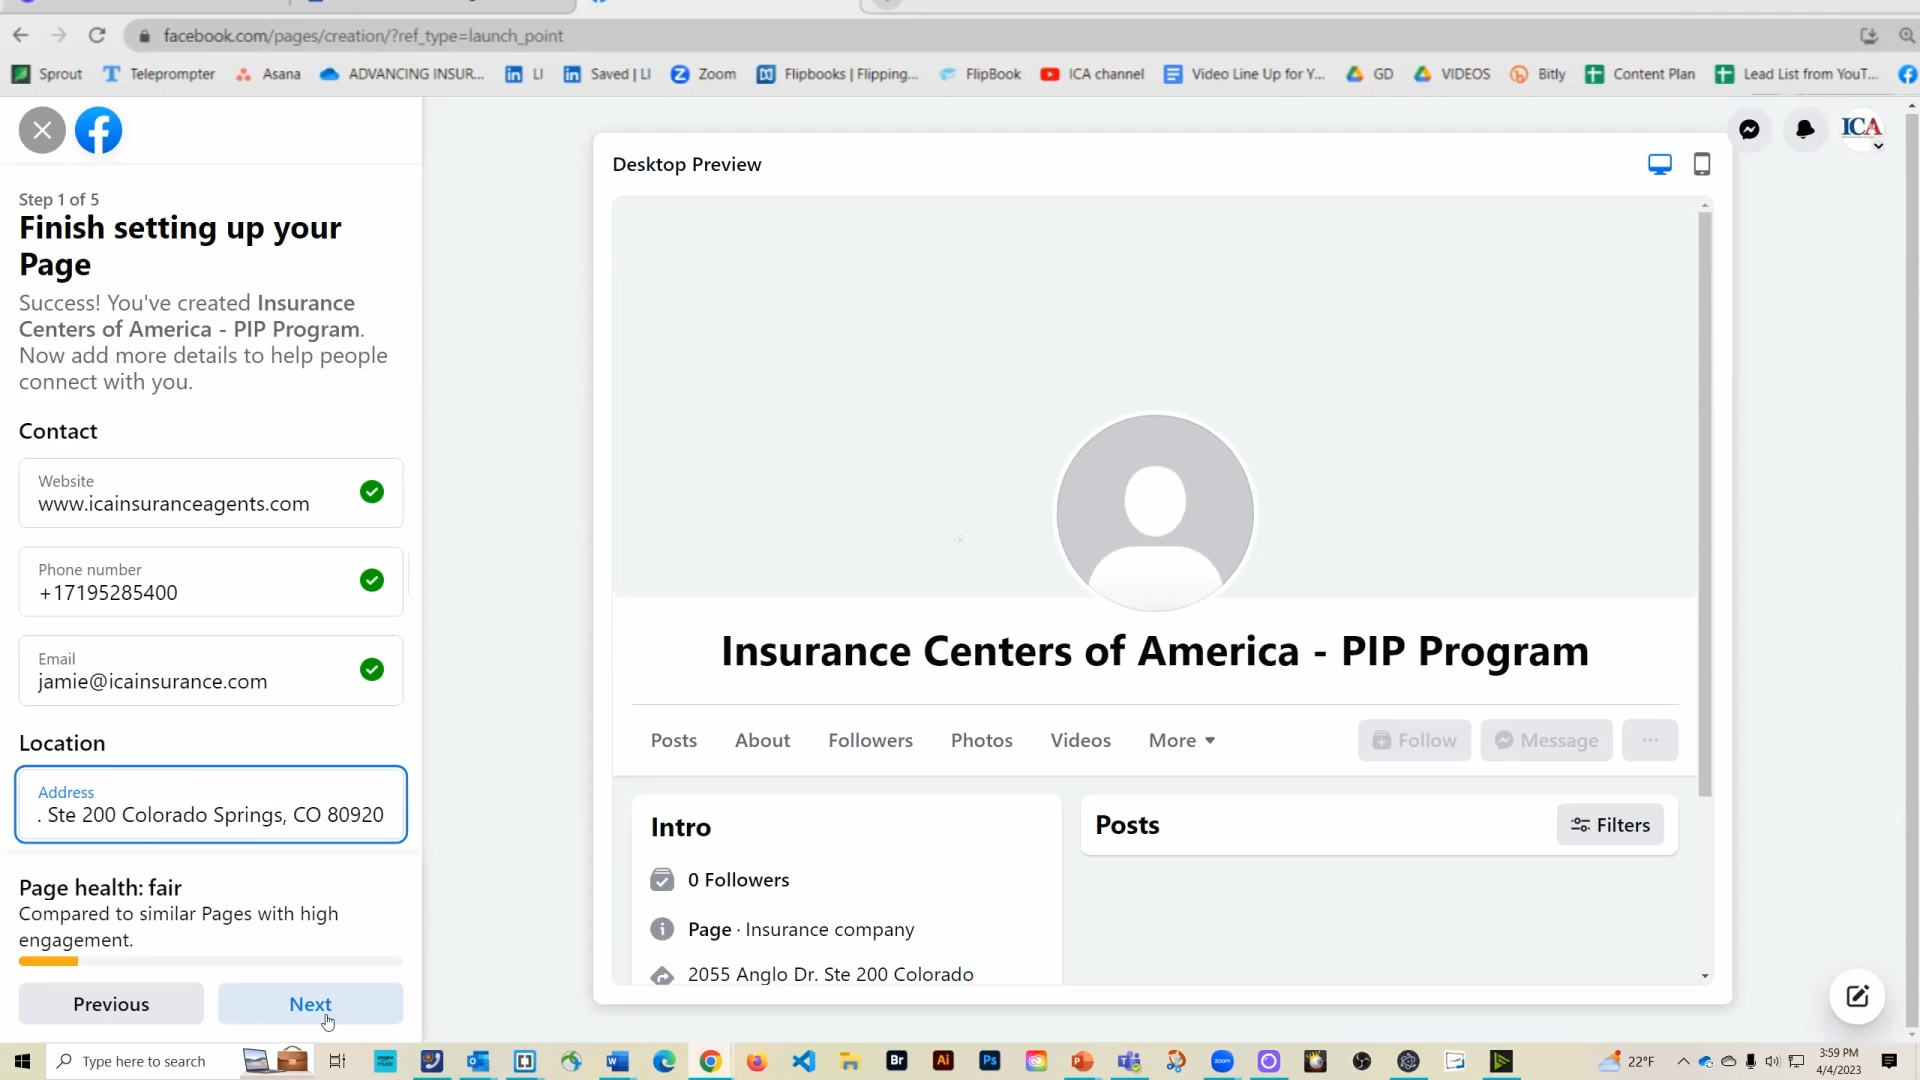 facebook.com/pages/creation/?ref_type=launch_point
Sprout Teleprompter Asana ADVANCING INSUR... LI Saved | LI Zoom Flipbooks | Flipping... FlipBook ICA channel Video Line Up for Y... GD VIDEOS Bitly Content Plan Lead List from YouT...
ICA
Step 1 of 5
Finish setting up your
Page
Success! You've created Insurance
Centers of America - PIP Program.
Now add more details to help people
connect with you.
Contact
Website
www.icainsuranceagents.com
Phone number
+17195285400
Email
jamie@icainsurance.com
Location
Address
. Ste 200 Colorado Springs, CO 80920
Page health: fair
Compared to similar Pages with high
engagement.
Previous Next
Desktop Preview
Insurance Centers of America - PIP Program
Posts About Followers Photos Videos More Follow Message ...
Intro
0 Followers
Page · Insurance company
2055 Anglo Dr. Ste 200 Colorado
Posts Filters
Type here to search
Br Ai Ps zoom
22°F
3:59 PM
4/4/2023